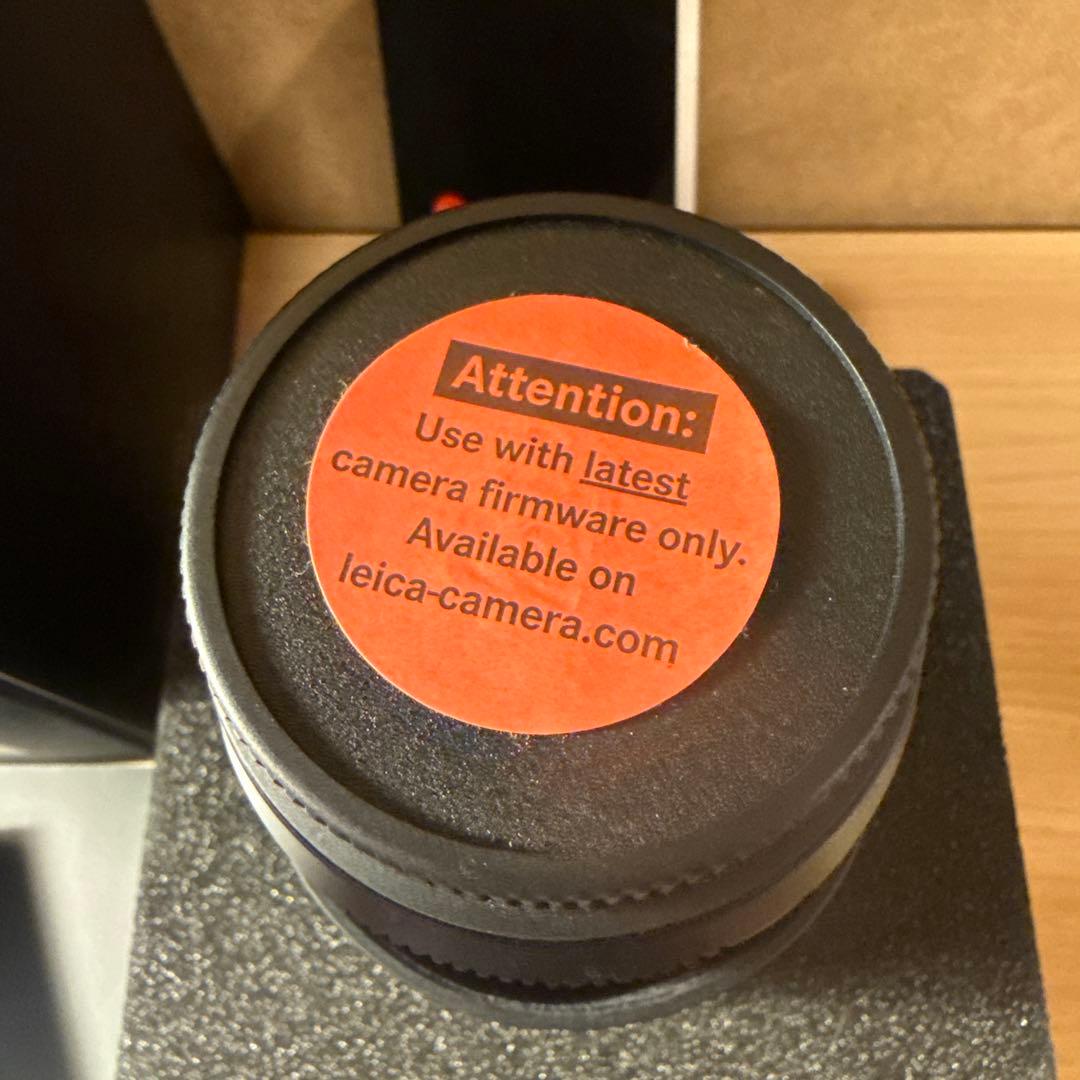 Attention:
Use with latest
camera firmware only.
Available on
leica-camera.com